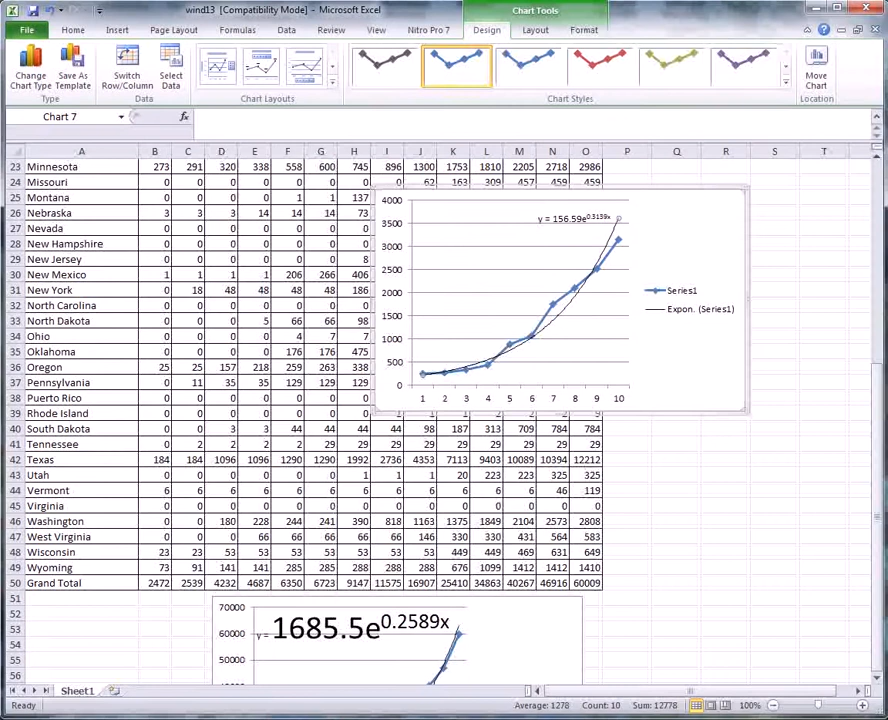 wind13 [Compatibility Mode] - Microsoft Excel
Chart Tools
File Home Insert Page Layout Formulas Data Review View Nitro Pro 7 Design Layout Format
Change Chart Type
Save As Template
Switch Row/Column
Select Data
Move Chart
Type Data Chart Layouts Chart Styles Location
Chart 7 fx
A B C D E F G H I J K L M N O P Q R S T
23 Minnesota 273 291 320 338 558 600 745 896 1300 1753 1810 2205 2718 2986
24 Missouri 0 0 0 0 0 0 0 0 62 163 309 457 459 459
25 Montana 0 0 0 0 1 1 137
26 Nebraska 3 3 3 14 14 14 73
27 Nevada 0 0 0 0 0 0 0
28 New Hampshire 0 0 0 0 0 0 0
29 New Jersey 0 0 0 0 0 0 8
30 New Mexico 1 1 1 1 206 266 406
31 New York 0 18 48 48 48 48 186
32 North Carolina 0 0 0 0 0 0 0
33 North Dakota 0 0 0 5 66 66 98
34 Ohio 0 0 0 0 4 7 7
35 Oklahoma 0 0 0 0 176 176 475
36 Oregon 25 25 157 218 259 263 338
37 Pennsylvania 0 11 35 35 129 129 129
38 Puerto Rico 0 0 0 0 0 0 0
39 Rhode Island 0 0 0 0 0 0 0
40 South Dakota 0 0 3 3 44 44 44 44 98 187 313 709 784 784
41 Tennessee 0 2 2 2 29 29 29 29 29 29 29 29 29 29
42 Texas 184 184 1096 1096 1290 1290 1992 2736 4353 7113 9403 10089 10394 12212
43 Utah 0 0 0 0 0 0 1 1 1 20 223 223 325 325
44 Vermont 6 6 6 6 6 6 6 6 6 6 6 6 46 119
45 Virginia 0 0 0 0 0 0 0 0 0 0 0 0 0 0
46 Washington 0 0 180 228 244 241 390 818 1163 1375 1849 2104 2573 2808
47 West Virginia 0 0 0 66 66 66 66 66 146 330 330 431 564 583
48 Wisconsin 23 23 53 53 53 53 53 53 53 449 449 469 631 649
49 Wyoming 73 91 141 141 285 285 288 288 288 676 1099 1412 1412 1410
50 Grand Total 2472 2539 4232 4687 6350 6723 9147 11575 16907 25410 34863 40267 46916 60009
51
52
53
54
55
56
4000
3500
3000
2500
2000
1500
1000
500
0
1 2 3 4 5 6 7 8 9 10
y = 156.59e0.3139x
Series1
Expon. (Series1)
70000
60000
50000
y = 1685.5e0.2589x
Sheet1
Ready Average: 1278 Count: 10 Sum: 12778 100%